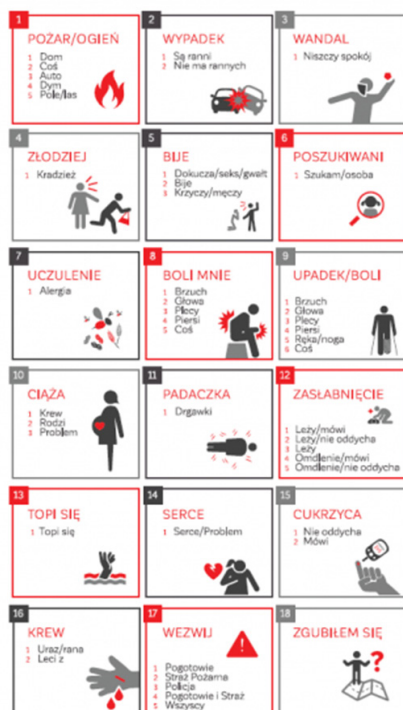 1
POŻAR/OGIEŃ
1 Dom
2 Coś
3 Auto
4 Dym
5 Pole/las
2
WYPADEK
1 Są ranni
2 Nie ma rannych
3
WANDAL
1 Niszczy spokój
4
ZŁODZIEJ
1 Kradzież
5
BIJE
1 Dokucza/seks/gwałt
2 Bije
3 Krzyczy/męczy
6
POSZUKIWANI
1 Szukam/osoba
7
UCZULENIE
1 Alergia
8
BOLI MNIE
1 Brzuch
2 Głowa
3 Plecy
4 Piersi
5 Coś
9
UPADEK/BOLI
1 Brzuch
2 Głowa
3 Plecy
4 Piersi
5 Ręka/noga
6 Coś
10
CIĄŻA
1 Krew
2 Rodzi
3 Problem
11
PADACZKA
1 Drgawki
12
ZASŁABNIĘCIE
1 Leży/mówi
2 Leży/nie oddycha
3 Leży
4 Omdlenie/mówi
5 Omdlenie/nie oddycha
13
TOPI SIĘ
1 Topi się
14
SERCE
1 Serce/Problem
15
CUKRZYCA
1 Nie oddycha
2 Mówi
16
KREW
1 Uraz/rana
2 Leci z
17
WEZWIJ
1 Pogotowie
2 Straż Pożarna
3 Policja
4 Pogotowie i Straż
5 Wszyscy
18
ZGUBIŁEM SIĘ
?